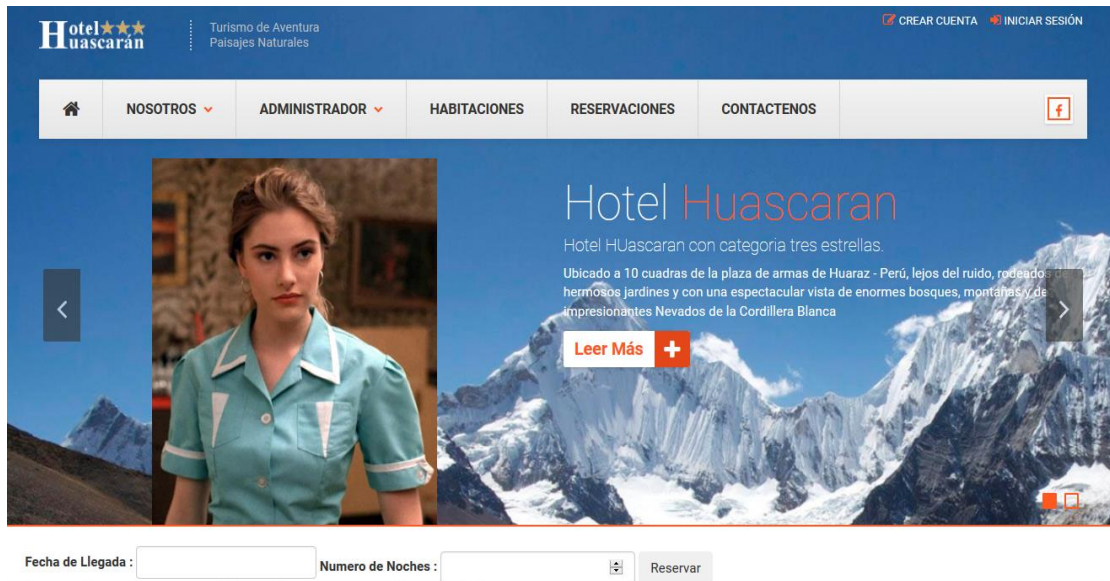 Hotel
Huascarán
Turismo de Aventura
Paisajes Naturales
CREAR CUENTA INICIAR SESIÓN
NOSOTROS ADMINISTRADOR HABITACIONES RESERVACIONES CONTACTENOS
Hotel Huascaran
Hotel HUascaran con categoria tres estrellas.
Ubicado a 10 cuadras de la plaza de armas de Huaraz - Perú, lejos del ruido, rodeados de
hermosos jardines y con una espectacular vista de enormes bosques, montañas y de
impresionantes Nevados de la Cordillera Blanca
Leer Más
Fecha de Llegada : Numero de Noches : Reservar